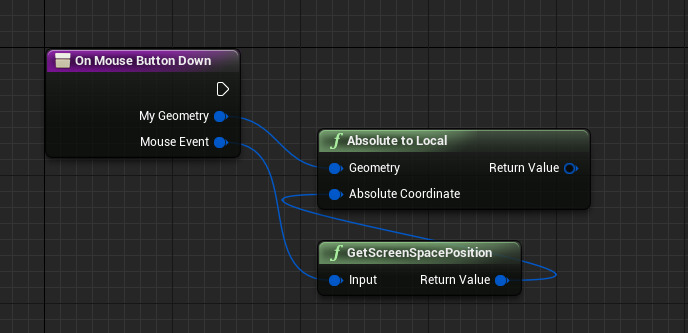 On Mouse Button Down
My Geometry
Mouse Event
f Absolute to Local
Geometry Return Value
Absolute Coordinate
f GetScreenSpacePosition
Input Return Value